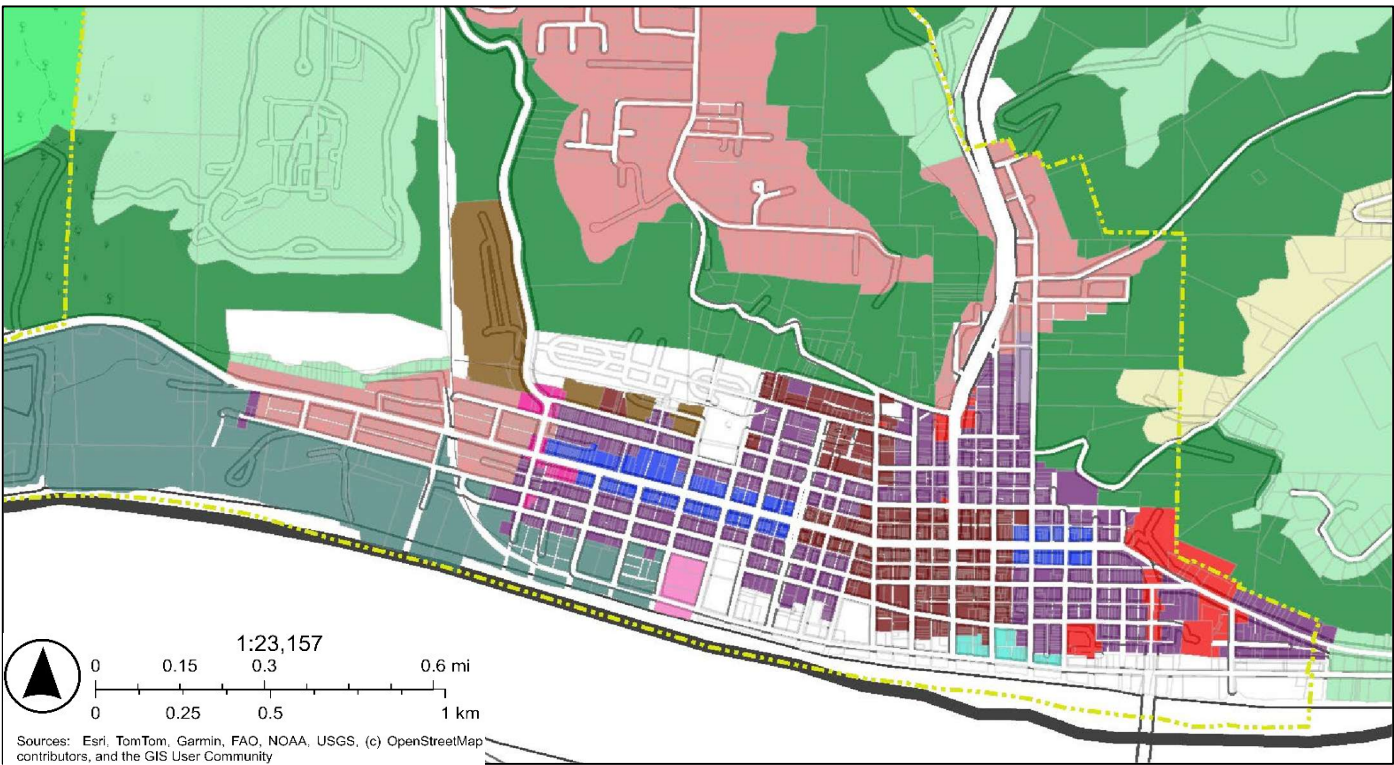 1:23,157
0 0.15 0.3 0.6 mi
0 0.25 0.5 1 km
Sources: Esri, TomTom, Garmin, FAO, NOAA, USGS, (c) OpenStreetMap
contributors, and the GIS User Community